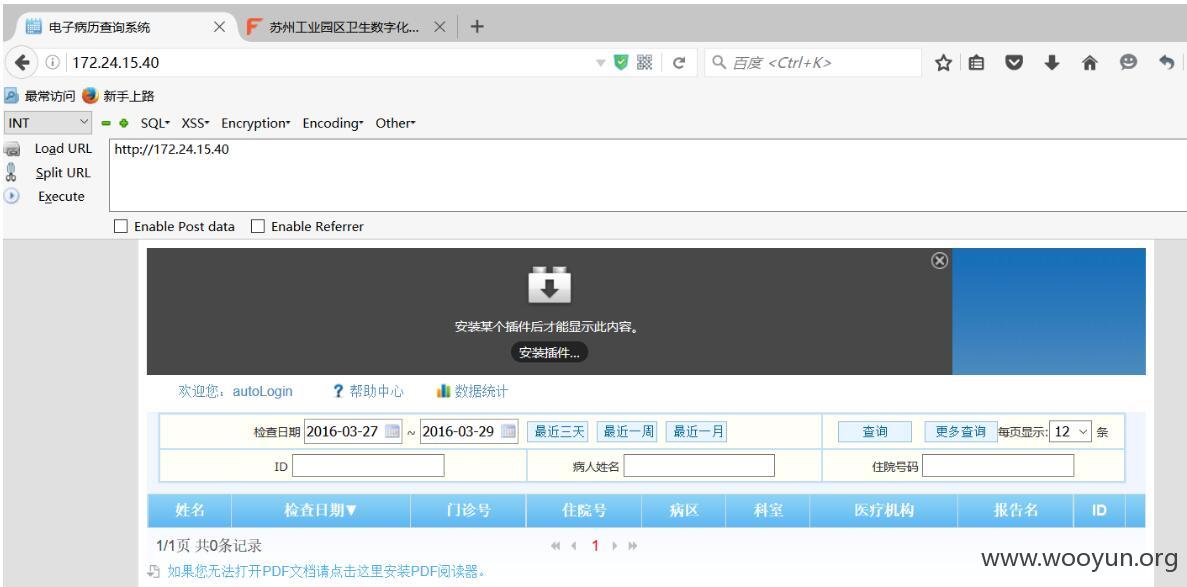 电子病历查询系统 苏州工业园区卫生数字化...
172.24.15.40 百度 <Ctrl+K>
最常访问 新手上路
INT SQL XSS Encryption Encoding Other
Load URL http://172.24.15.40
Split URL
Execute
Enable Post data Enable Referrer
安装某个插件后才能显示此内容。
安装插件...
欢迎您，autoLogin ? 帮助中心 数据统计
检查日期 2016-03-27 ~ 2016-03-29 最近三天 最近一周 最近一月 查询 更多查询 每页显示: 12 条
ID 病人姓名 住院号码
姓名 检查日期▼ 门诊号 住院号 病区 科室 医疗机构 报告名 ID
1/1页 共0条记录 1
如果您无法打开PDF文档请点击这里安装PDF阅读器。
www.wooyun.org